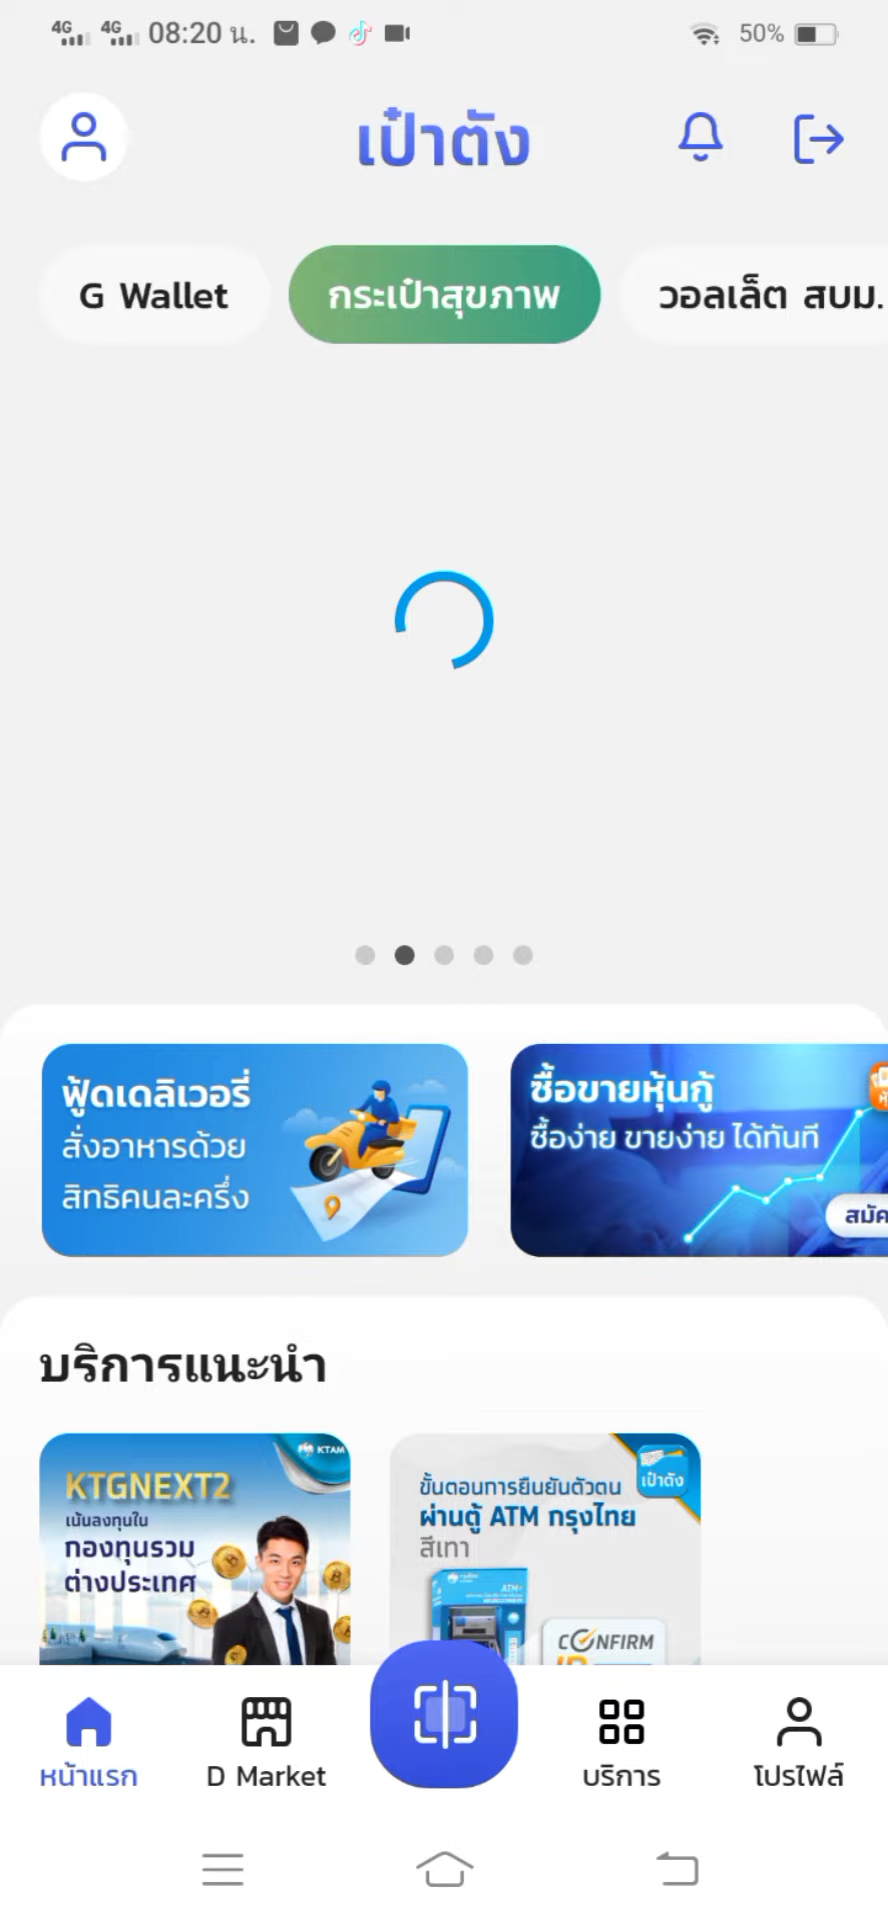 4G 4G 08:20 น. 50%
เป๋าตัง
G Wallet กระเป๋าสุขภาพ วอลเล็ต สบม.
ฟู้ดเดลิเวอรี่
สั่งอาหารด้วย
สิทธิคนละครึ่ง
ซื้อขายหุ้นกู้
ซื้อง่าย ขายง่าย ได้ทันที
บริการแนะนำ
KTAM
KTGNEXT2
เน้นลงทุนใน
กองทุนรวม
ต่างประเทศ
เป๋าตัง
ขั้นตอนการยืนยันตัวตน
ผ่านตู้ ATM กรุงไทย
สีเทา
ATM
CONFIRM
หน้าแรก D Market บริการ โปรไฟล์